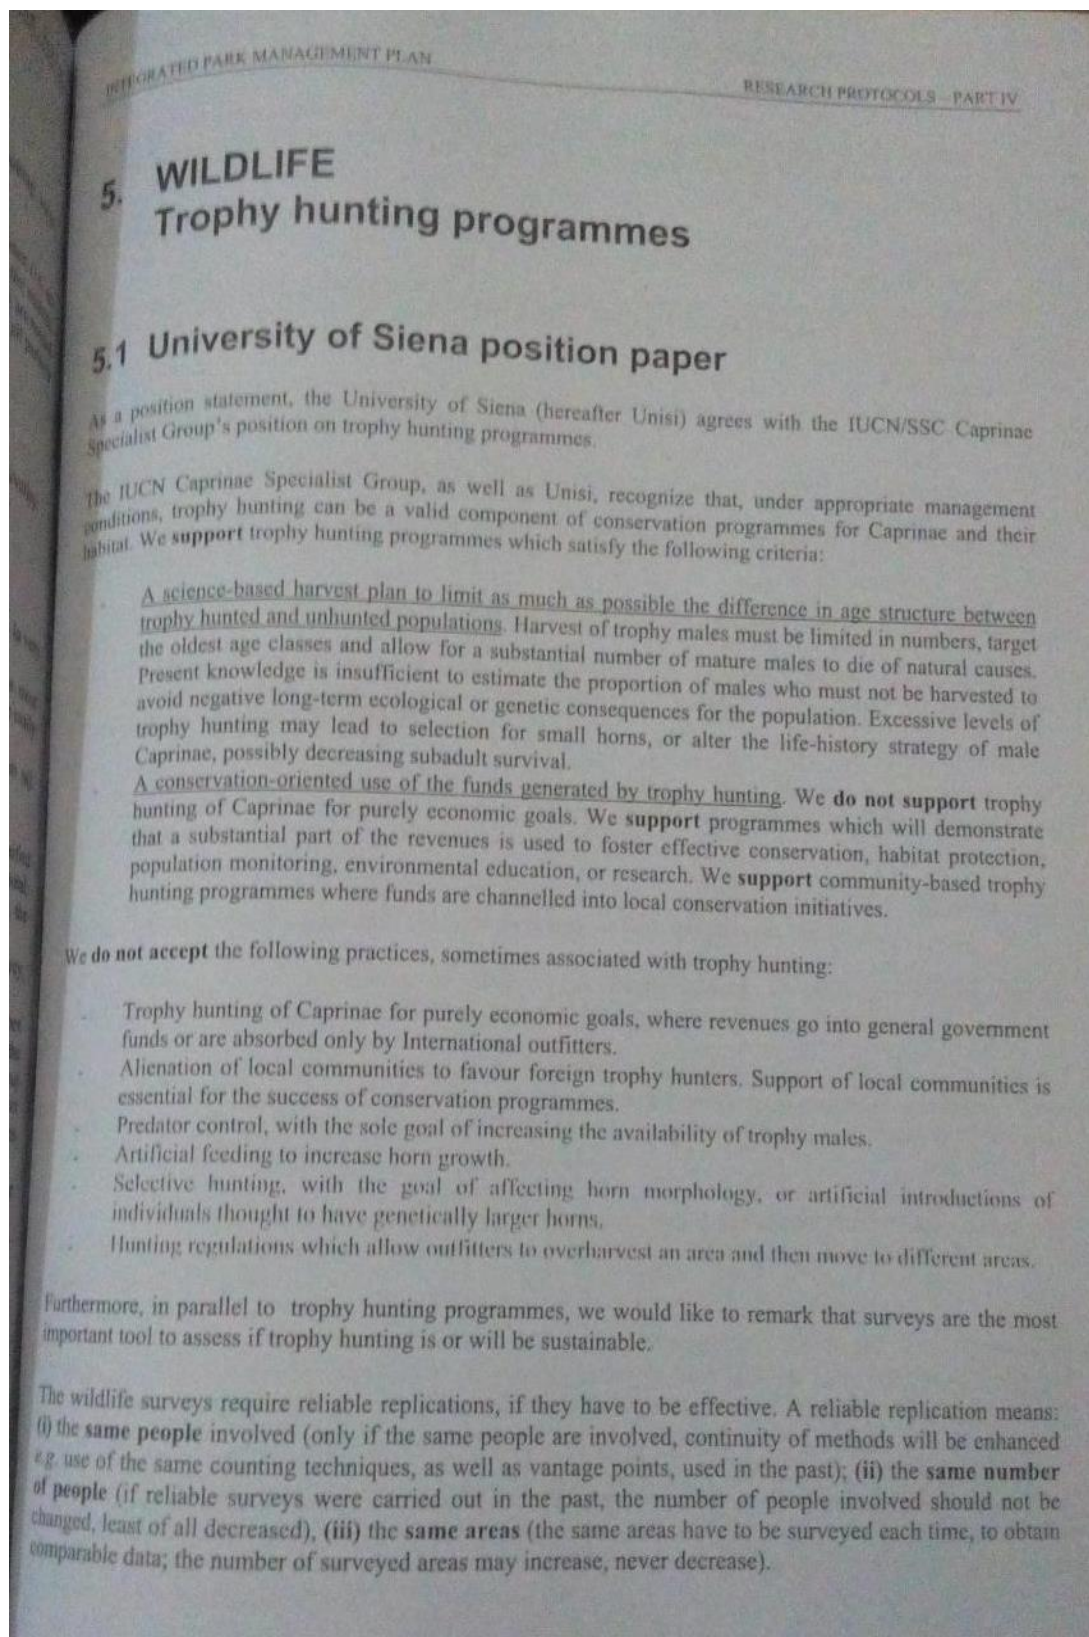 INTEGRATED PARK MANAGEMENT PLAN
RESEARCH PROTOCOLS – PART IV
5. WILDLIFE
Trophy hunting programmes
5.1 University of Siena position paper
As a position statement, the University of Siena (hereafter Unisi) agrees with the IUCN/SSC Caprinae
Specialist Group's position on trophy hunting programmes.
The IUCN Caprinae Specialist Group, as well as Unisi, recognize that, under appropriate management
conditions, trophy hunting can be a valid component of conservation programmes for Caprinae and their
habitat. We support trophy hunting programmes which satisfy the following criteria:
A science-based harvest plan to limit as much as possible the difference in age structure between
trophy hunted and unhunted populations. Harvest of trophy males must be limited in numbers, target
the oldest age classes and allow for a substantial number of mature males to die of natural causes.
Present knowledge is insufficient to estimate the proportion of males who must not be harvested to
avoid negative long-term ecological or genetic consequences for the population. Excessive levels of
trophy hunting may lead to selection for small horns, or alter the life-history strategy of male
Caprinae, possibly decreasing subadult survival.
A conservation-oriented use of the funds generated by trophy hunting. We do not support trophy
hunting of Caprinae for purely economic goals. We support programmes which will demonstrate
that a substantial part of the revenues is used to foster effective conservation, habitat protection,
population monitoring, environmental education, or research. We support community-based trophy
hunting programmes where funds are channelled into local conservation initiatives.
We do not accept the following practices, sometimes associated with trophy hunting:
· Trophy hunting of Caprinae for purely economic goals, where revenues go into general government
funds or are absorbed only by International outfitters.
· Alienation of local communities to favour foreign trophy hunters. Support of local communities is
essential for the success of conservation programmes.
· Predator control, with the sole goal of increasing the availability of trophy males.
· Artificial feeding to increase horn growth.
· Selective hunting, with the goal of affecting horn morphology, or artificial introductions of
individuals thought to have genetically larger horns.
· Hunting regulations which allow outfitters to overharvest an area and then move to different areas.
Furthermore, in parallel to trophy hunting programmes, we would like to remark that surveys are the most
important tool to assess if trophy hunting is or will be sustainable.
The wildlife surveys require reliable replications, if they have to be effective. A reliable replication means:
(i) the same people involved (only if the same people are involved, continuity of methods will be enhanced
e.g. use of the same counting techniques, as well as vantage points, used in the past); (ii) the same number
of people (if reliable surveys were carried out in the past, the number of people involved should not be
changed, least of all decreased), (iii) the same areas (the same areas have to be surveyed each time, to obtain
comparable data; the number of surveyed areas may increase, never decrease).